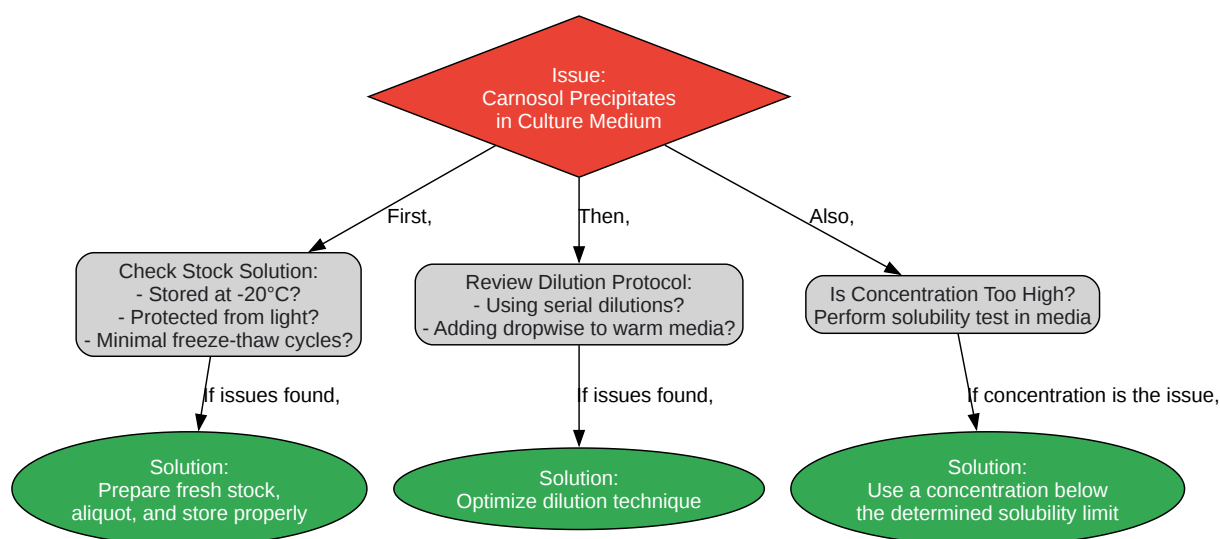 Issue:
Carnosol Precipitates
in Culture Medium
First,
Then,
Also,
Check Stock Solution:
- Stored at -20°C?
- Protected from light?
- Minimal freeze-thaw cycles?
Review Dilution Protocol:
- Using serial dilutions?
- Adding dropwise to warm media?
Is Concentration Too High?
Perform solubility test in media
If issues found,
If issues found,
If concentration is the issue,
Solution:
Prepare fresh stock,
aliquot, and store properly
Solution:
Optimize dilution technique
Solution:
Use a concentration below
the determined solubility limit